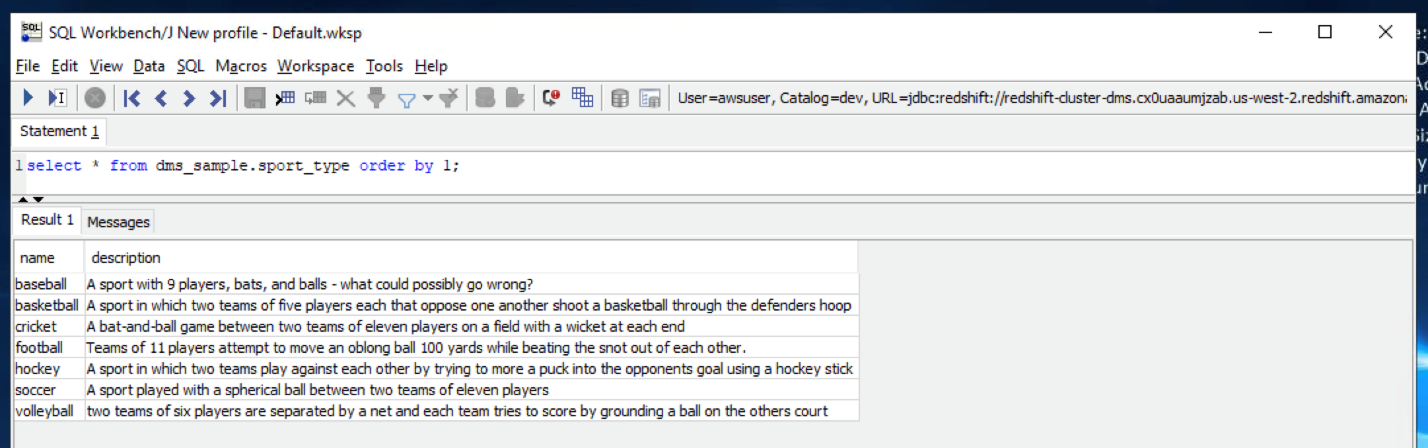 SQL Workbench/J New profile - Default.wksp
File Edit View Data SQL Macros Workspace Tools Help
User=awsuser, Catalog=dev, URL=jdbc:redshift://redshift-cluster-dms.cx0uaaumjzab.us-west-2.redshift.amazona
Statement 1
1 select * from dms_sample.sport_type order by 1;
Result 1 Messages
name description
baseball A sport with 9 players, bats, and balls - what could possibly go wrong?
basketball A sport in which two teams of five players each that oppose one another shoot a basketball through the defenders hoop
cricket A bat-and-ball game between two teams of eleven players on a field with a wicket at each end
football Teams of 11 players attempt to move an oblong ball 100 yards while beating the snot out of each other.
hockey A sport in which two teams play against each other by trying to more a puck into the opponents goal using a hockey stick
soccer A sport played with a spherical ball between two teams of eleven players
volleyball two teams of six players are separated by a net and each team tries to score by grounding a ball on the others court